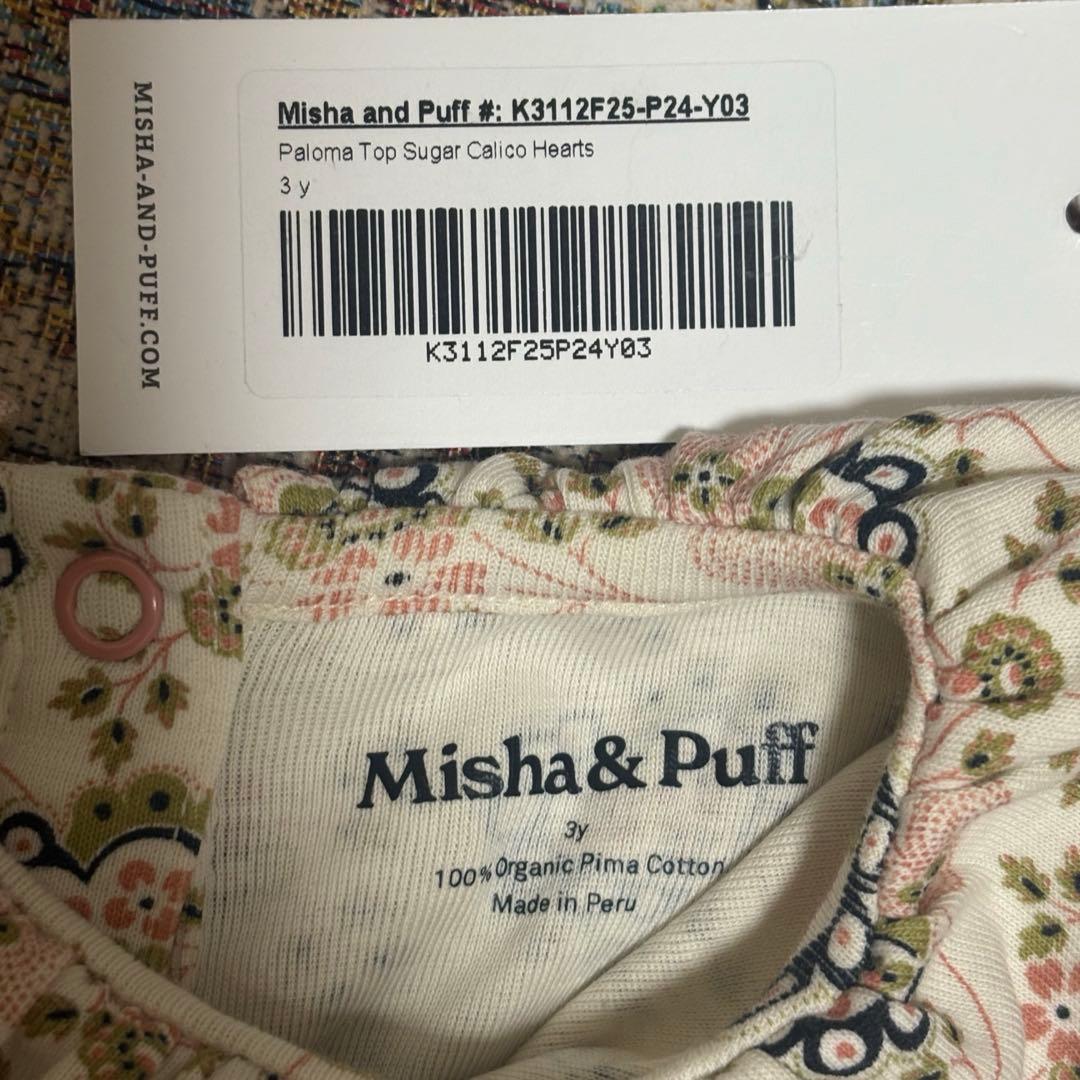 MISHA-AND-PUFF.COM
Misha and Puff #: K3112F25-P24-Y03
Paloma Top Sugar Calico Hearts
3 y
K3112F25P24Y03
Misha & Puff
3y
100% Organic Pima Cotton
Made in Peru